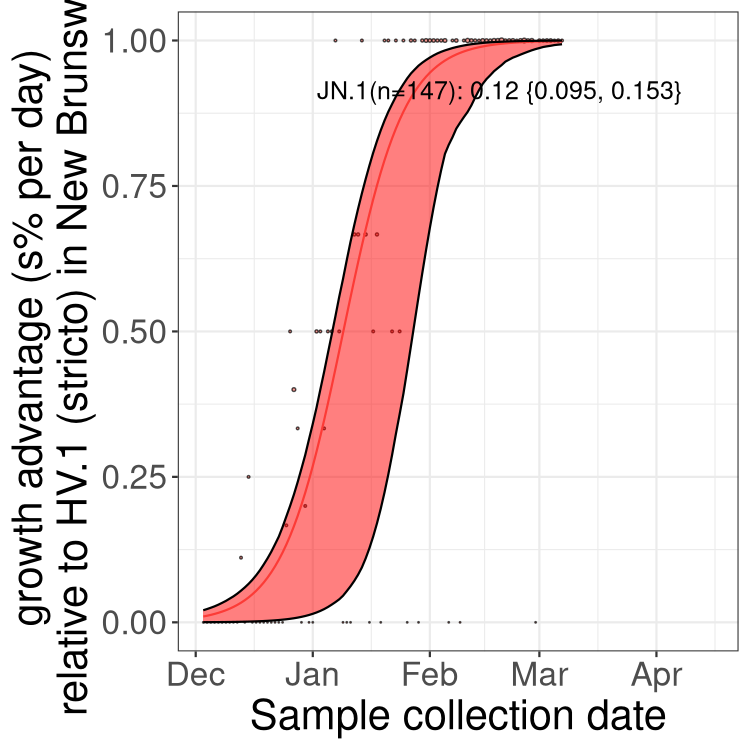 growth advantage (s% per day)
relative to HV.1 (stricto) in New Brunsw
1.00
0.75
0.50
0.25
0.00
JN.1(n=147): 0.12 {0.095, 0.153}
Dec Jan Feb Mar Apr
Sample collection date